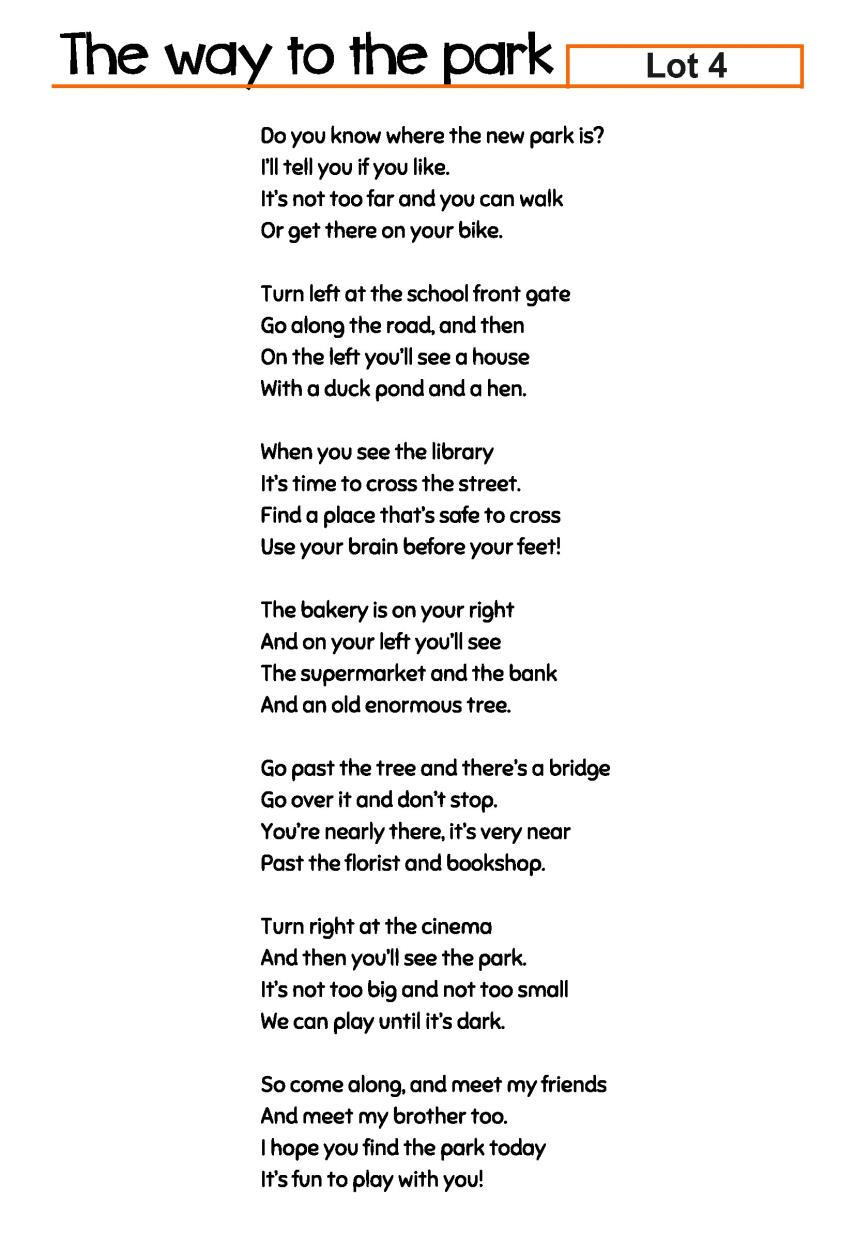 The way to the park
Lot 4
Do you know where the new park is?
I'll tell you if you like.
It's not too far and you can walk
Or get there on your bike.
Turn left at the school front gate
Go along the road, and then
On the left you'll see a house
With a duck pond and a hen.
When you see the library
It's time to cross the street.
Find a place that's safe to cross
Use your brain before your feet!
The bakery is on your right
And on your left you'll see
The supermarket and the bank
And an old enormous tree.
Go past the tree and there's a bridge
Go over it and don't stop.
You're nearly there, it's very near
Past the florist and bookshop.
Turn right at the cinema
And then you'll see the park.
It's not too big and not too small
We can play until it's dark.
So come along, and meet my friends
And meet my brother too.
I hope you find the park today
It's fun to play with you!